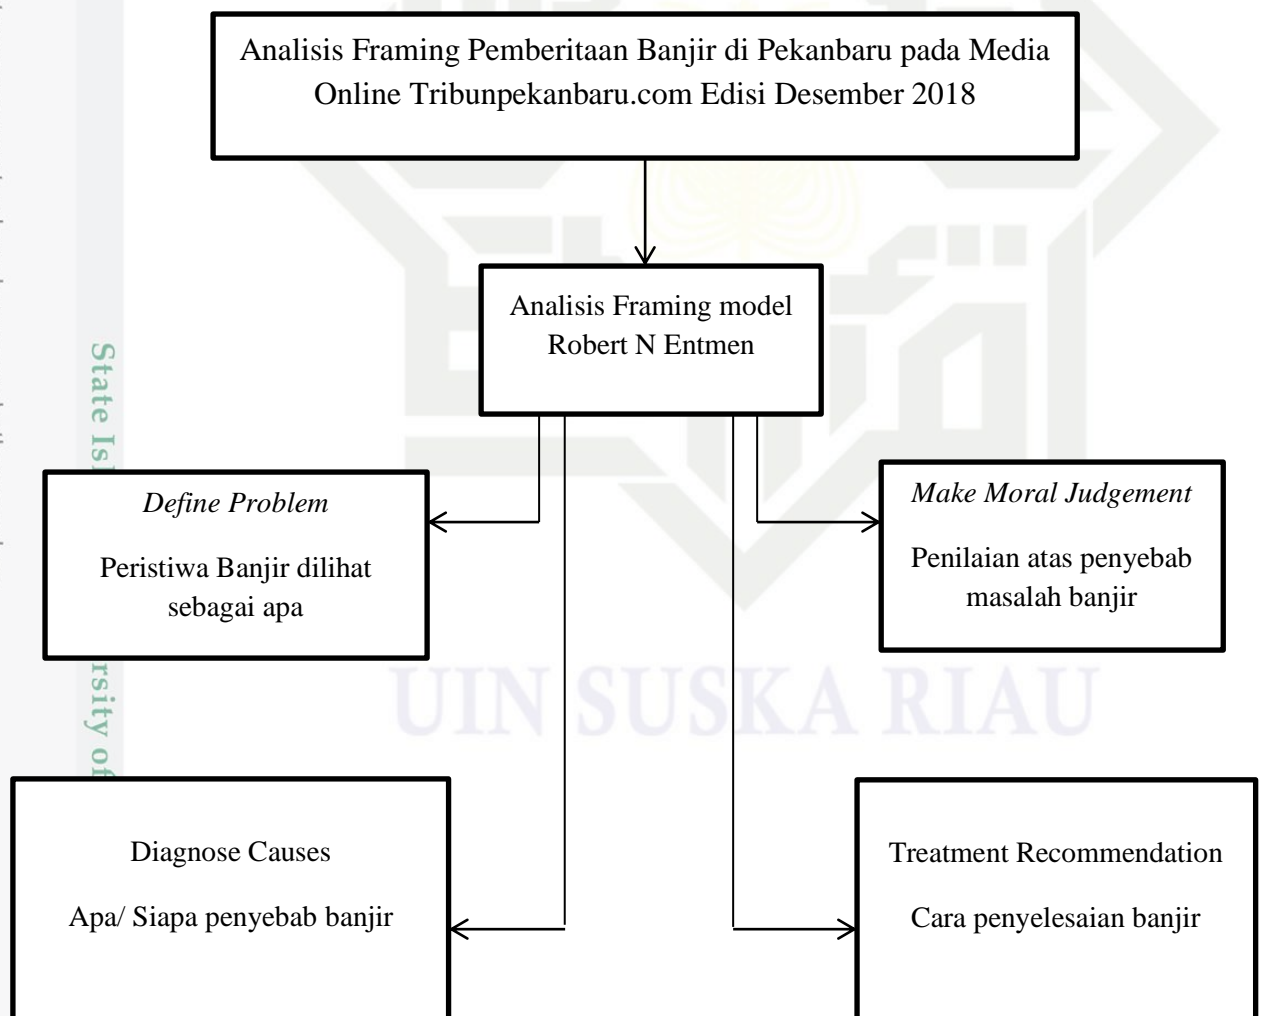 Analisis Framing Pemberitaan Banjir di Pekanbaru pada Media
Online Tribunpekanbaru.com Edisi Desember 2018
Analisis Framing model
Robert N Entmen
Define Problem
Peristiwa Banjir dilihat
sebagai apa
Make Moral Judgement
Penilaian atas penyebab
masalah banjir
Diagnose Causes
Apa/ Siapa penyebab banjir
Treatment Recommendation
Cara penyelesaian banjir
UIN SUSKA RIAU
State Is
rsity of